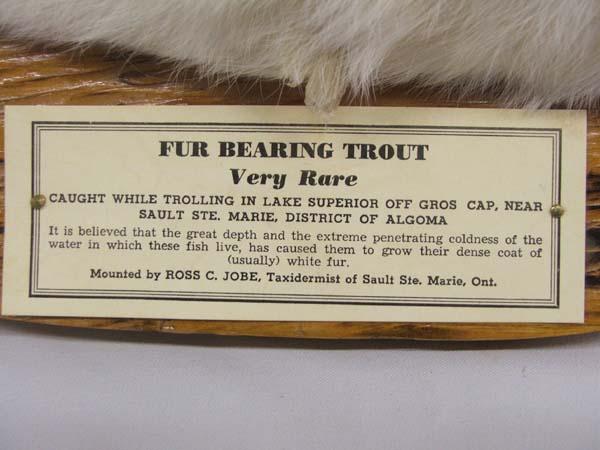 FUR BEARING TROUT
Very Rare
CAUGHT WHILE TROLLING IN LAKE SUPERIOR OFF GROS CAP, NEAR
SAULT STE. MARIE, DISTRICT OF ALGOMA
It is believed that the great depth and the extreme penetrating coldness of the
water in which these fish live, has caused them to grow their dense coat of
(usually) white fur.
Mounted by ROSS C. JOBE, Taxidermist of Sault Ste. Marie, Ont.